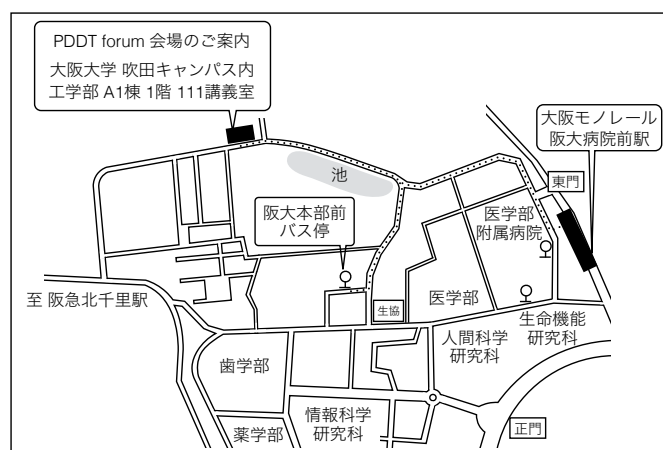 PDDT forum 会場のご案内
大阪大学 吹田キャンパス内
工学部 A1棟 1階 111講義室
大阪モノレール
阪大病院前駅
東門
池
阪大本部前
バス停
医学部
附属病院
至 阪急北千里駅
生協
医学部
生命機能
研究科
人間科学
研究科
歯学部
情報科学
研究科
薬学部
正門